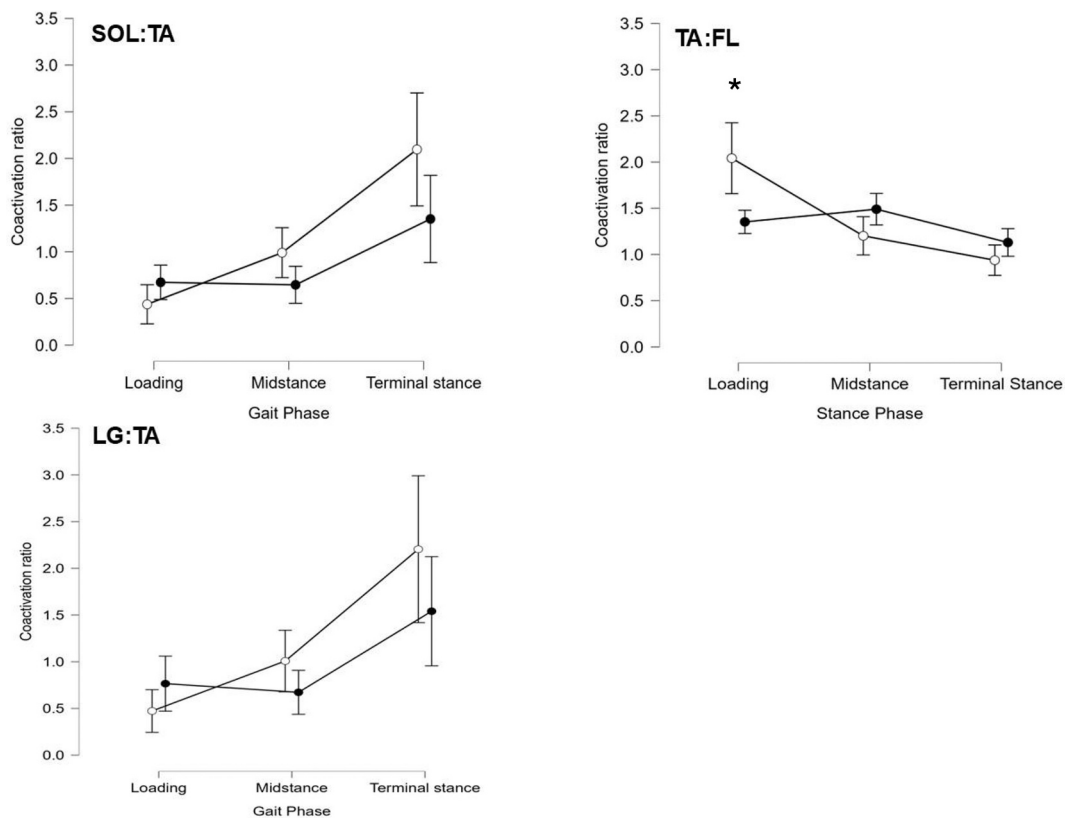 SOL:TA
3.5
3.0
2.5
2.0
1.5
1.0
0.5
0.0
Coactivation ratio
Loading Midstance Terminal stance
Gait Phase
TA:FL
*
3.5
3.0
2.5
2.0
1.5
1.0
0.5
0.0
Coactivation ratio
Loading Midstance Terminal Stance
Stance Phase
LG:TA
3.5
3.0
2.5
2.0
1.5
1.0
0.5
0.0
Coactivation ratio
Loading Midstance Terminal stance
Gait Phase